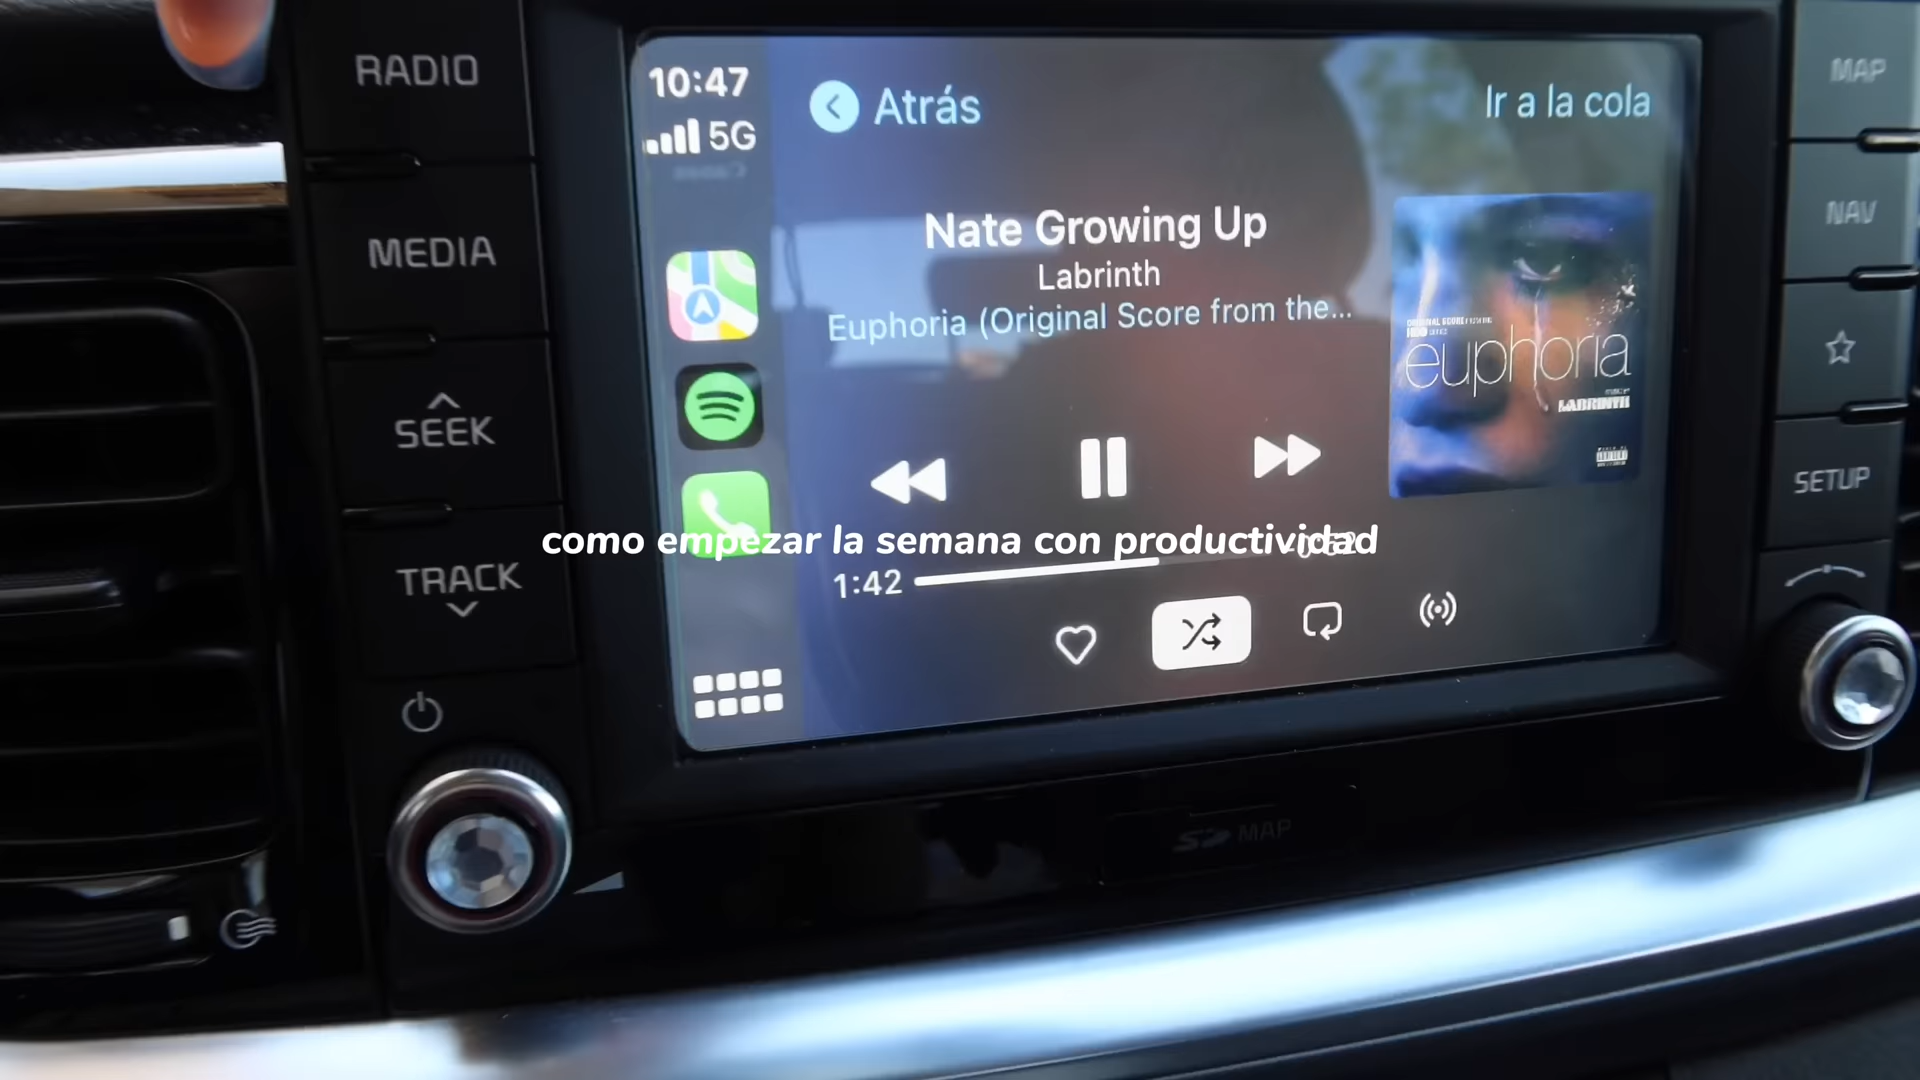 RADIO
MEDIA
SEEK
TRACK
10:47
5G
Atrás
Ir a la cola
Nate Growing Up
Labrinth
Euphoria (Original Score from the...
euphoria
LABRINTH
como empezar la semana con productividad
1:42
MAP
NAV
SETUP
MAP